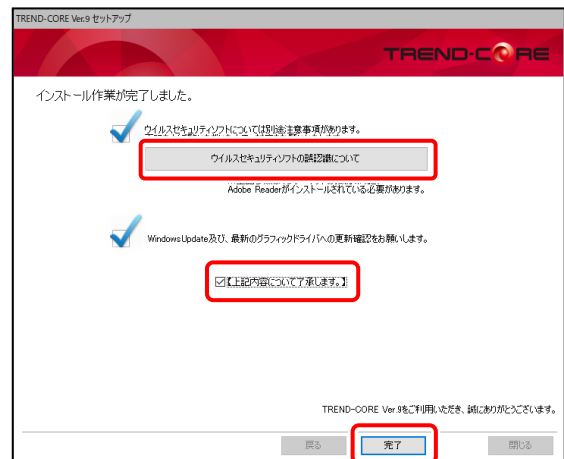 TREND-CORE Ver.9 セットアップ
TREND-CORE
インストール作業が完了しました。
ウイルスセキュリティソフトについては別途注意事項があります。
ウイルスセキュリティソフトの誤認識について
Adobe Readerがインストールされている必要があります。
WindowsUpdate及び、最新のグラフィックドライバへの更新確認をお願いします。
【上記内容について了承します。】
TREND-CORE Ver.9をご利用いただき、誠にありがとうございます。
戻る 完了 閉じる